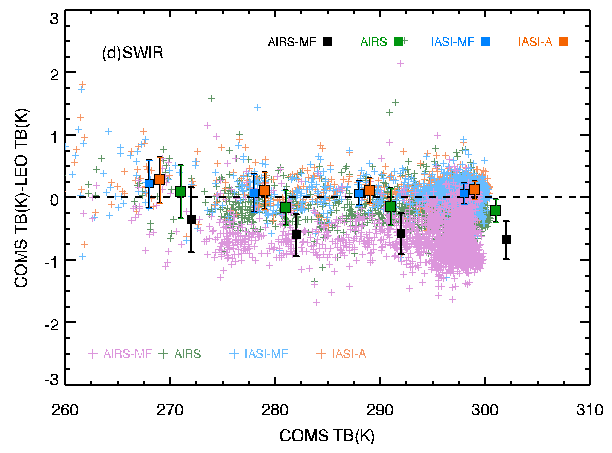 (d)SWIR
AIRS-MF AIRS IASI-MF IASI-A
COMS TB(K)-LEO TB(K)
3
2
1
0
-1
-2
-3
AIRS-MF AIRS IASI-MF IASI-A
260 270 280 290 300 310
COMS TB(K)